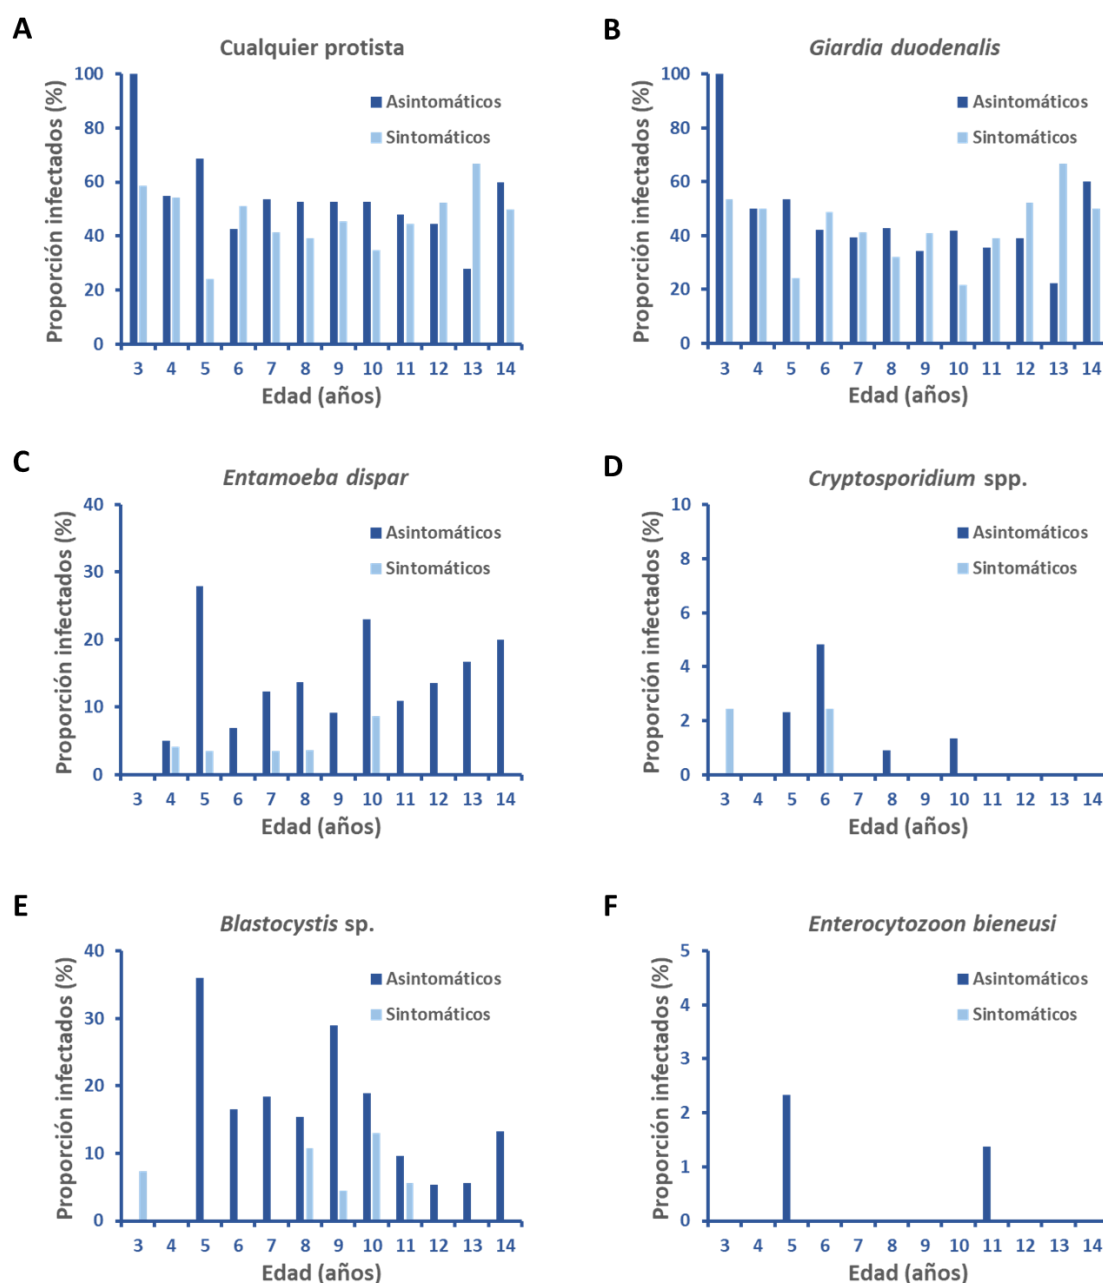 A
Cualquier protista
Proporción infectados (%)
100
80
60
40
20
0
Asintomáticos
Sintomáticos
3 4 5 6 7 8 9 10 11 12 13 14
Edad (años)
B
Giardia duodenalis
Proporción infectados (%)
100
80
60
40
20
0
Asintomáticos
Sintomáticos
3 4 5 6 7 8 9 10 11 12 13 14
Edad (años)
C
Entamoeba dispar
Proporción infectados (%)
40
30
20
10
0
Asintomáticos
Sintomáticos
3 4 5 6 7 8 9 10 11 12 13 14
Edad (años)
D
Cryptosporidium spp.
Proporción infectados (%)
10
8
6
4
2
0
Asintomáticos
Sintomáticos
3 4 5 6 7 8 9 10 11 12 13 14
Edad (años)
E
Blastocystis sp.
Proporción infectados (%)
40
30
20
10
0
Asintomáticos
Sintomáticos
3 4 5 6 7 8 9 10 11 12 13 14
Edad (años)
F
Enterocytozoon bieneusi
Proporción infectados (%)
5
4
3
2
1
0
Asintomáticos
Sintomáticos
3 4 5 6 7 8 9 10 11 12 13 14
Edad (años)